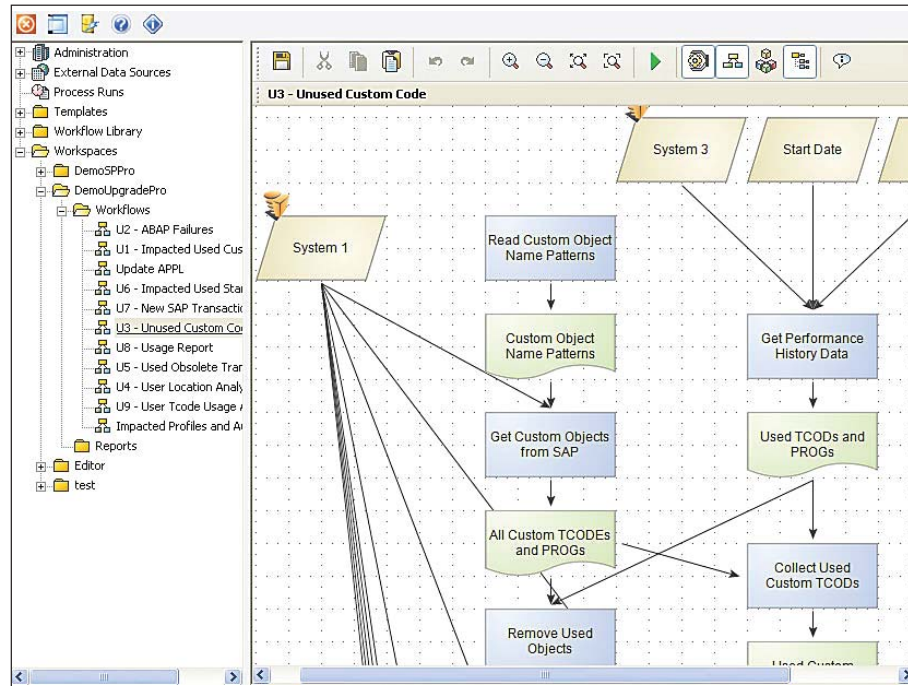 Administration
External Data Sources
Process Runs
Templates
Workflow Library
Workspaces
DemoSPPro
DemoUpgradePro
Workflows
U2 - ABAP Failures
U1 - Impacted Used Cus
Update APPL
U6 - Impacted Used Sta
U7 - New SAP Transactio
U3 - Unused Custom Co
U8 - Usage Report
U5 - Used Obsolete Tran
U4 - User Location Analy
U9 - User Tcode Usage A
Impacted Profiles and Au
Reports
Editor
test
U3 - Unused Custom Code
System 3
Start Date
System 1
Read Custom Object
Name Patterns
Custom Object
Name Patterns
Get Performance
History Data
Get Custom Objects
from SAP
Used TCODs and
PROGs
All Custom TCODEs
and PROGs
Collect Used
Custom TCODs
Remove Used
Objects
Used Custom